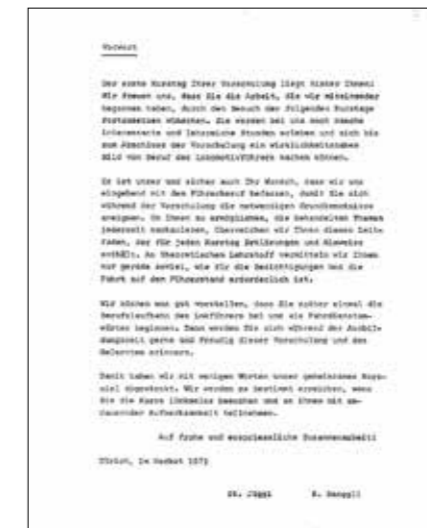 Vorwort
Der erste Kurstag Ihrer Vorschulung liegt hinter Ihnen!
Wir freuen uns, dass Sie die Arbeit, die wir miteinander
begonnen haben, durch den Besuch der folgenden Kurstage
fortzusetzen wünschen. Sie werden bei uns noch manche
interessante und lehrreiche Stunden erleben und sich bis
zum Abschluss der Vorschulung ein wirklichkeitsnahes
Bild vom Beruf des Lokomotivführers machen können.
Es ist unser und sicher auch Ihr Wunsch, dass wir uns
eingehend mit dem Führerberuf befassen, damit Sie sich
während der Vorschulung die notwendigen Grundkenntnisse
aneignen. Um Ihnen zu ermöglichen, die behandelten Themen
jederzeit nachzulesen, überreichen wir Ihnen diesen Leit-
faden, der für jeden Kurstag Erklärungen und Hinweise
enthält. An theoretischem Lehrstoff vermitteln wir Ihnen
nur gerade soviel, wie für die Besichtigungen und die
Fahrt auf dem Führerstand erforderlich ist.
Wir können uns gut vorstellen, dass Sie später einmal die
Berufslaufbahn des Lokführers bei uns als
beginnen. Dann werden Sie sich während der Ausbil-
dungszeit gerne und freudig dieser Vorschulung und des
Gelernten erinnern.
Damit haben wir mit wenigen Worten unser gemeinsames Kurs-
ziel abgesteckt. Wir werden es bestimmt erreichen, wenn
Sie die Kurse lückenlos besuchen und an ihnen mit an-
dauernder Aufmerksamkeit teilnehmen.
Auf frohe und erspriessliche Zusammenarbeit!
Zürich, im Herbst
Jäggi